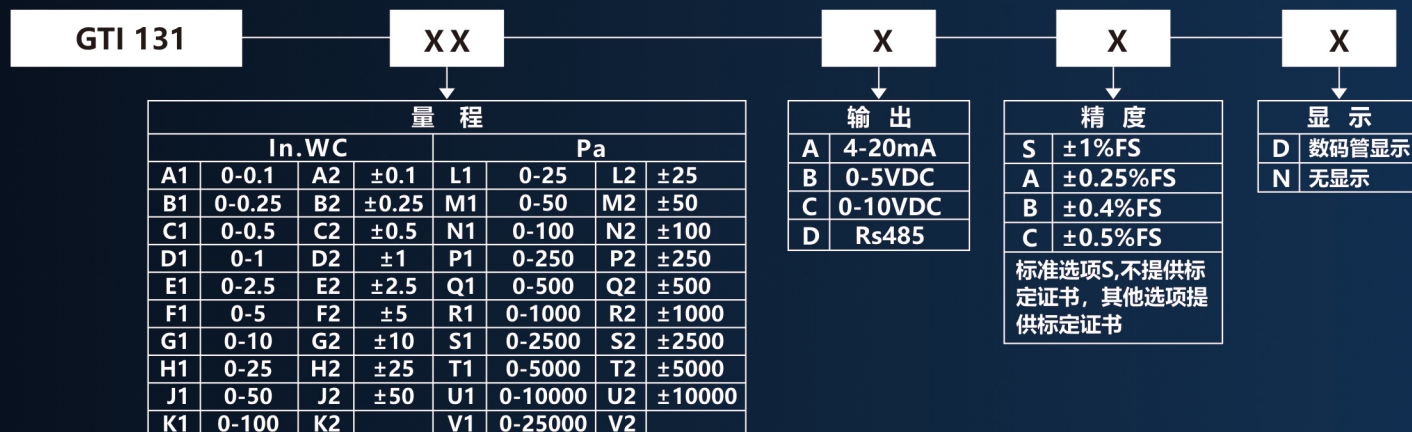 GTI 131 XX X X X
量 程
In.WC Pa
A1 0-0.1 A2 ±0.1 L1 0-25 L2 ±25
B1 0-0.25 B2 ±0.25 M1 0-50 M2 ±50
C1 0-0.5 C2 ±0.5 N1 0-100 N2 ±100
D1 0-1 D2 ±1 P1 0-250 P2 ±250
E1 0-2.5 E2 ±2.5 Q1 0-500 Q2 ±500
F1 0-5 F2 ±5 R1 0-1000 R2 ±1000
G1 0-10 G2 ±10 S1 0-2500 S2 ±2500
H1 0-25 H2 ±25 T1 0-5000 T2 ±5000
J1 0-50 J2 ±50 U1 0-10000 U2 ±10000
K1 0-100 K2 V1 0-25000 V2
输 出
A 4-20mA
B 0-5VDC
C 0-10VDC
D Rs485
精 度
S ±1%FS
A ±0.25%FS
B ±0.4%FS
C ±0.5%FS
标准选项S,不提供标
定证书，其他选项提
供标定证书
显 示
D 数码管显示
N 无显示